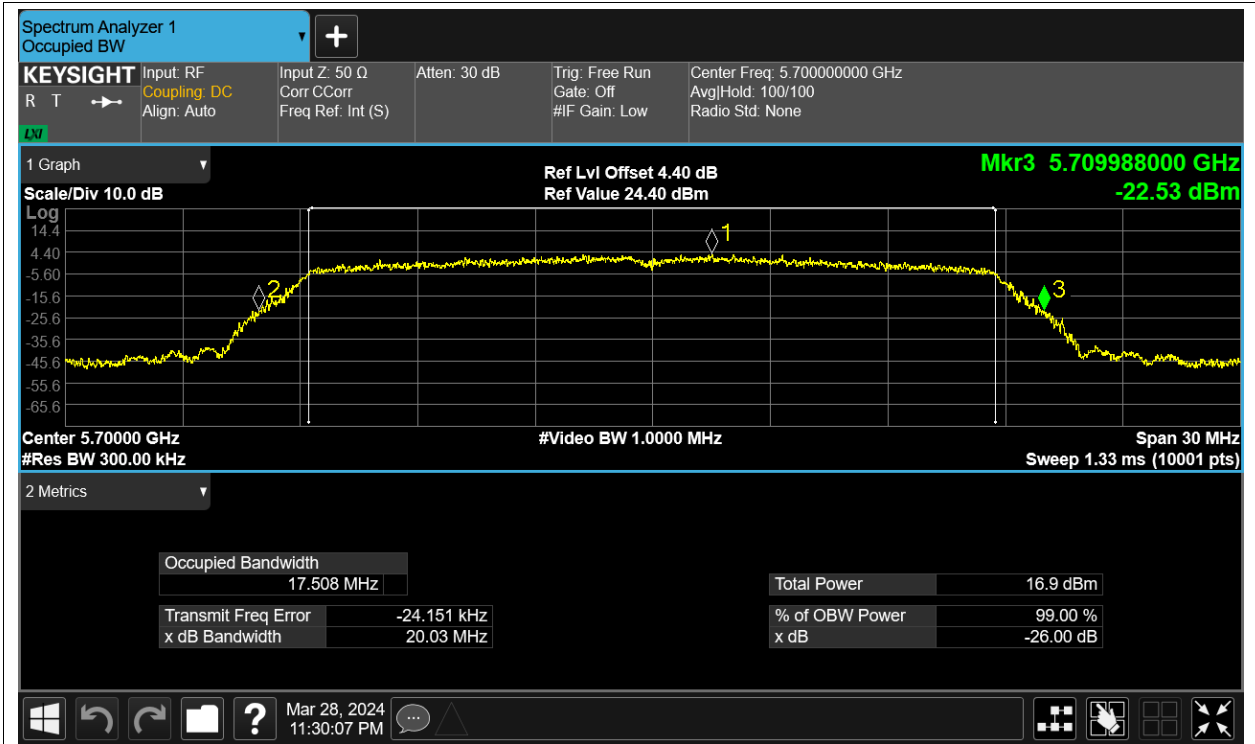 Spectrum Analyzer 1
Occupied BW
+
KEYSIGHT
R T
LXI
Input: RF
Coupling: DC
Align: Auto
Input Z: 50 Ω
Corr CCorr
Freq Ref: Int (S)
Atten: 30 dB
Trig: Free Run
Gate: Off
#IF Gain: Low
Center Freq: 5.700000000 GHz
Avg|Hold: 100/100
Radio Std: None
1 Graph
Scale/Div 10.0 dB
Ref Lvl Offset 4.40 dB
Ref Value 24.40 dBm
Mkr3 5.709988000 GHz
-22.53 dBm
Log
14.4
4.40
-5.60
-15.6
-25.6
-35.6
-45.6
-55.6
-65.6
1
2
3
Center 5.70000 GHz
#Res BW 300.00 kHz
#Video BW 1.0000 MHz
Span 30 MHz
Sweep 1.33 ms (10001 pts)
2 Metrics
Occupied Bandwidth
17.508 MHz
Transmit Freq Error -24.151 kHz
x dB Bandwidth 20.03 MHz
Total Power 16.9 dBm
% of OBW Power 99.00 %
x dB -26.00 dB
?
Mar 28, 2024
11:30:07 PM